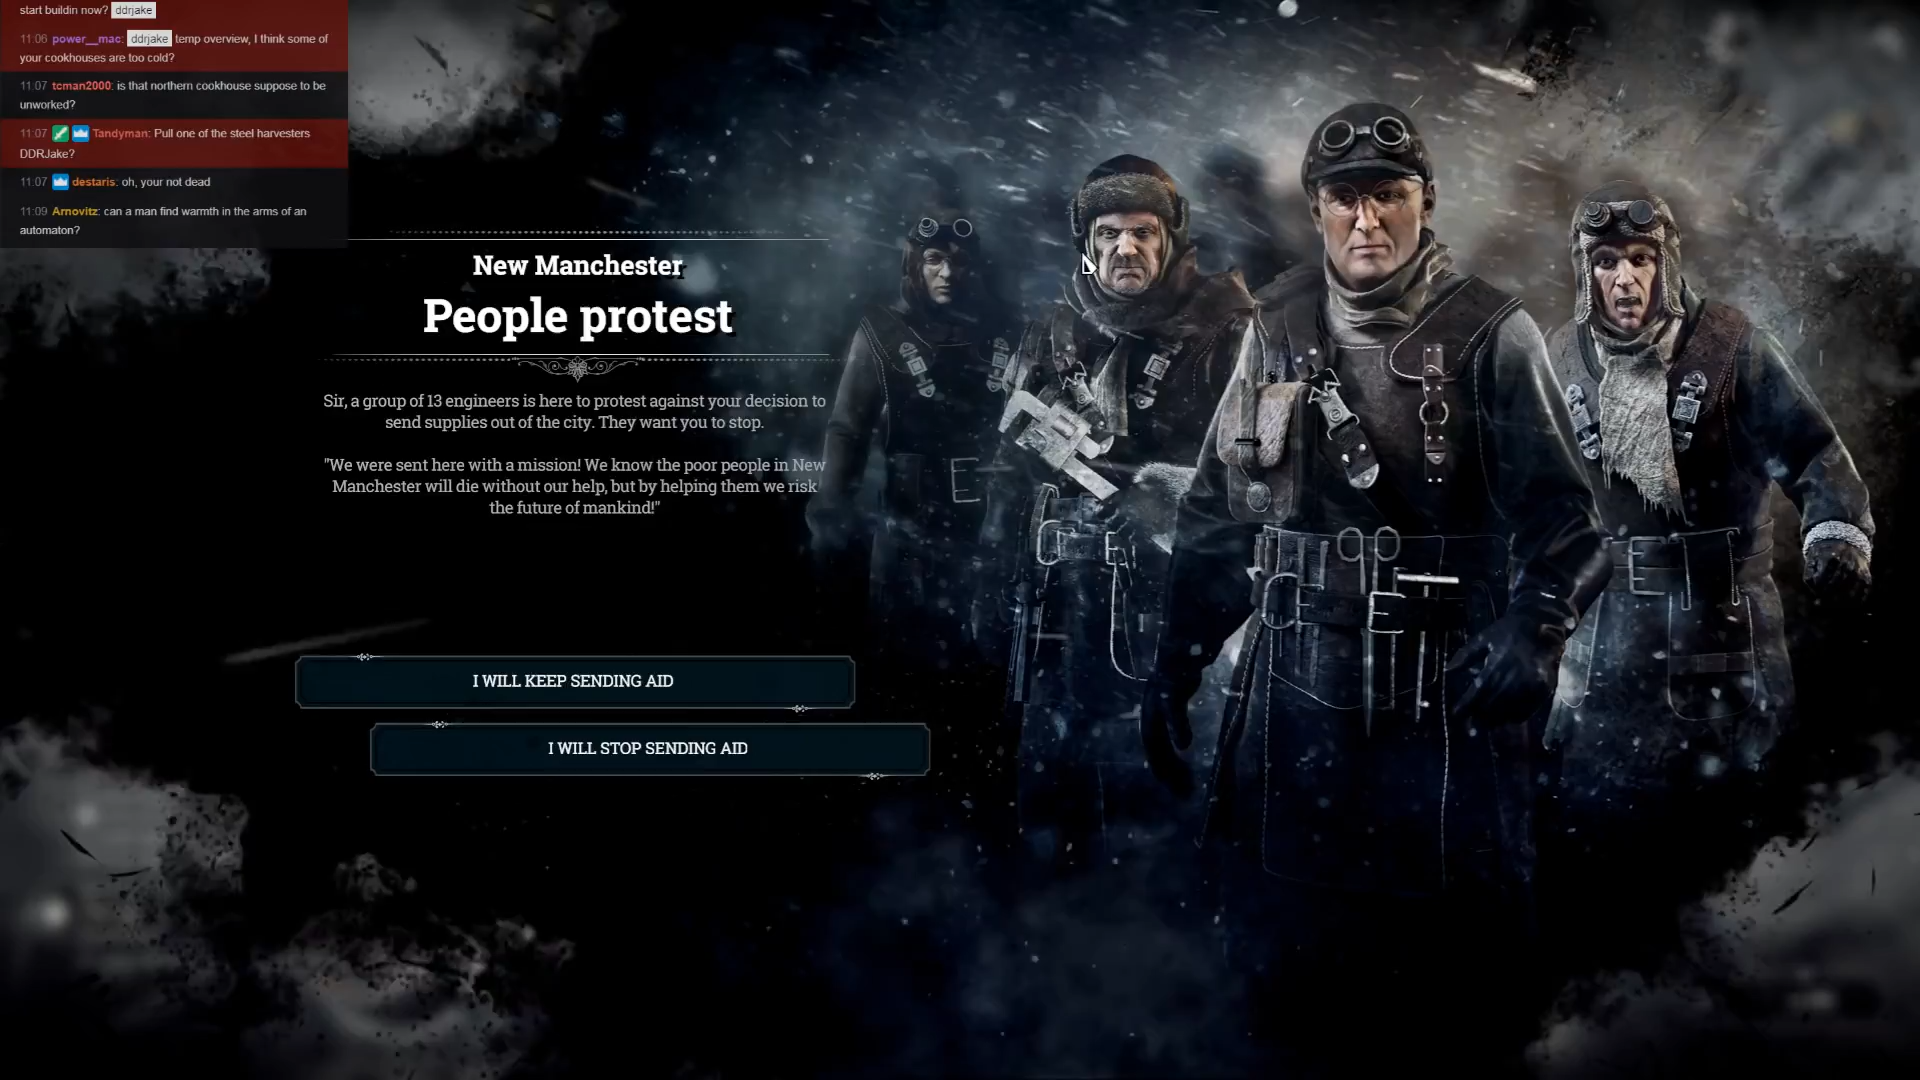 start buildin now? ddrjake
11:06 power__mac: ddrjake temp overview, I think some of
your cookhouses are too cold?
11:07 tcman2000: is that northern cookhouse suppose to be
unworked?
11:07 Tandyman: Pull one of the steel harvesters
DDRJake?
11:07 destaris: oh, your not dead
11:09 Arnovitz: can a man find warmth in the arms of an
automaton?
New Manchester
People protest
Sir, a group of 13 engineers is here to protest against your decision to
send supplies out of the city. They want you to stop.
"We were sent here with a mission! We know the poor people in New
Manchester will die without our help, but by helping them we risk
the future of mankind!"
I WILL KEEP SENDING AID
I WILL STOP SENDING AID